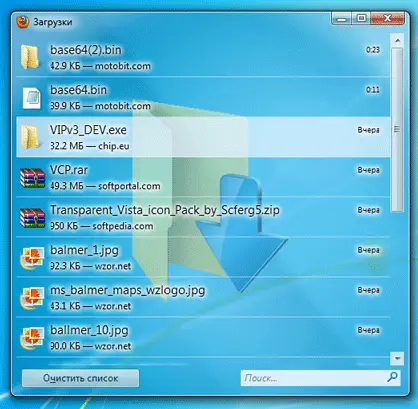 Загрузки
base64(2).bin 0:23
42.9 КБ — motobit.com
base64.bin 0:11
39.9 КБ — motobit.com
VIPv3_DEV.exe Вчера
32.2 МБ — chip.eu
VCP.rar Вчера
49.3 МБ — softportal.com
Transparent_Vista_icon_Pack_by_Scferg5.zip Вчера
950 КБ — softpedia.com
balmer_1.jpg Вчера
92.3 КБ — wzor.net
ms_balmer_maps_wzlogo.jpg Вчера
43.1 КБ — wzor.net
ballmer_10.jpg Вчера
90.0 КБ — wzor.net
Очистить список Поиск...